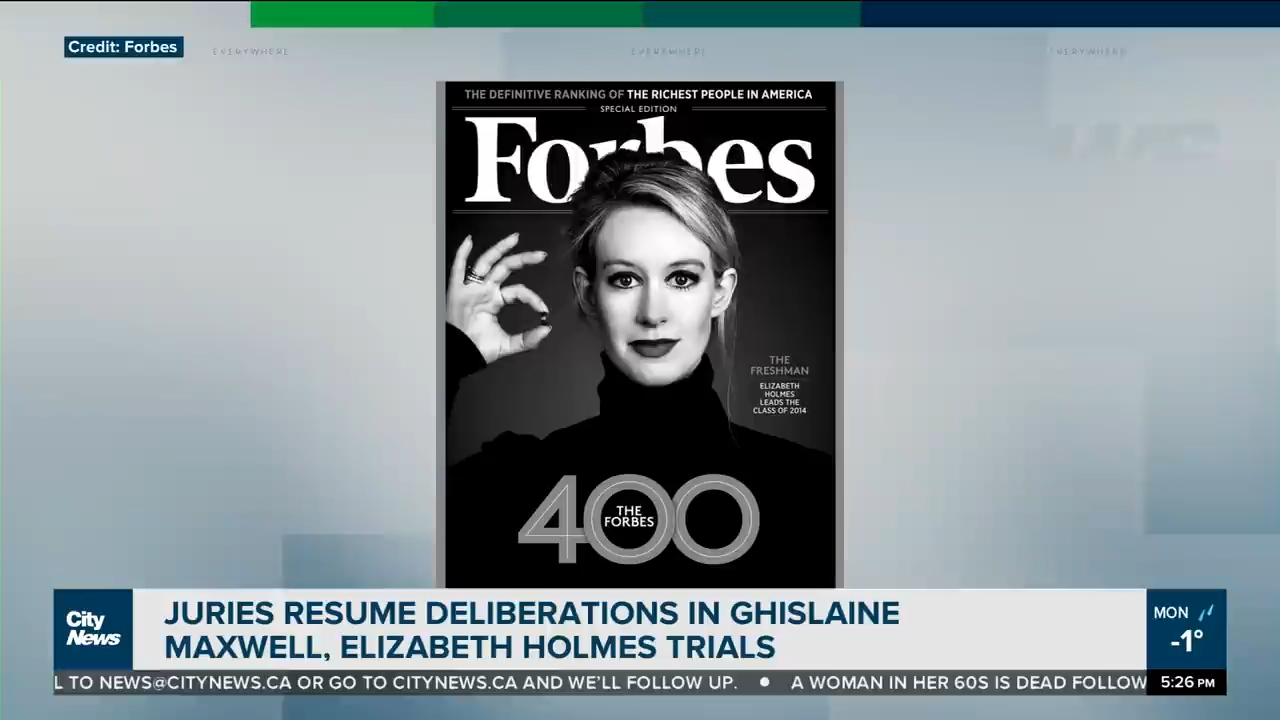 Credit: Forbes
EVERYWHERE
EVERYWHERE
EVERYWHERE
THE DEFINITIVE RANKING OF THE RICHEST PEOPLE IN AMERICA
SPECIAL EDITION
Forbes
THE
FRESHMAN
ELIZABETH
HOLMES
LEADS THE
CLASS OF 2014
400
THE
FORBES
City
News
JURIES RESUME DELIBERATIONS IN GHISLAINE
MAXWELL, ELIZABETH HOLMES TRIALS
MON
-1°
L TO NEWS@CITYNEWS.CA OR GO TO CITYNEWS.CA AND WE'LL FOLLOW UP. • A WOMAN IN HER 60S IS DEAD FOLLOW
5:26 PM